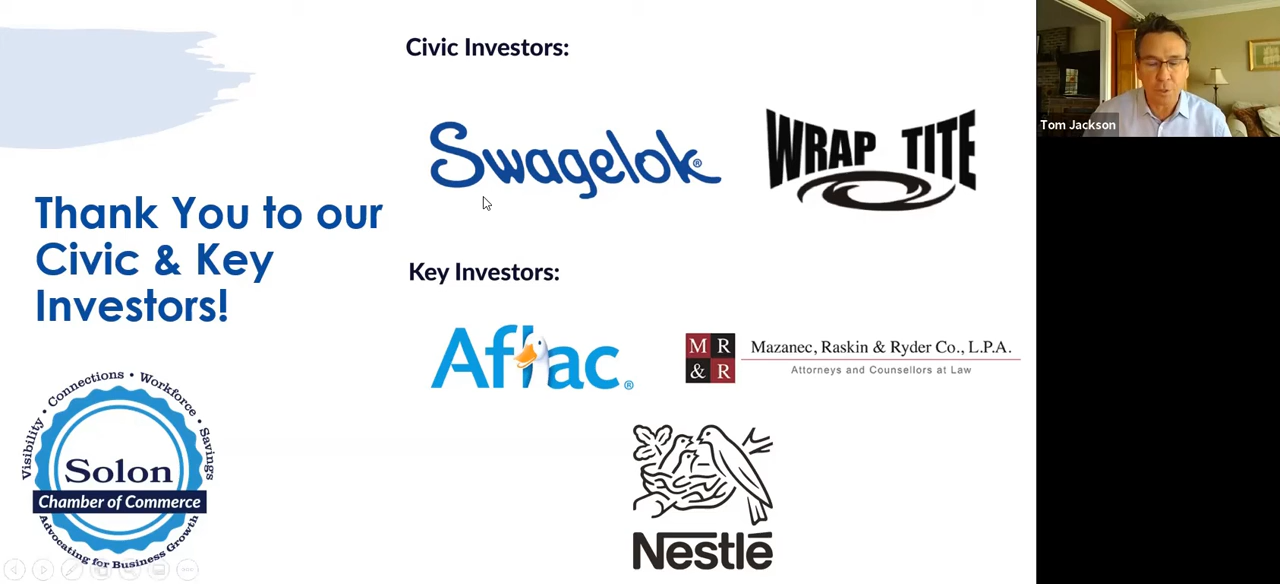 Civic Investors:
Swagelok®
WRAP TITE
Thank You to our
Civic & Key
Investors!
Key Investors:
Aflac®
M R
& R
Mazanec, Raskin & Ryder Co., L.P.A.
Attorneys and Counsellors at Law
Nestlé
Visibility • Connections • Workforce • Savings
Solon
Chamber of Commerce
Advocating for Business Growth
Tom Jackson